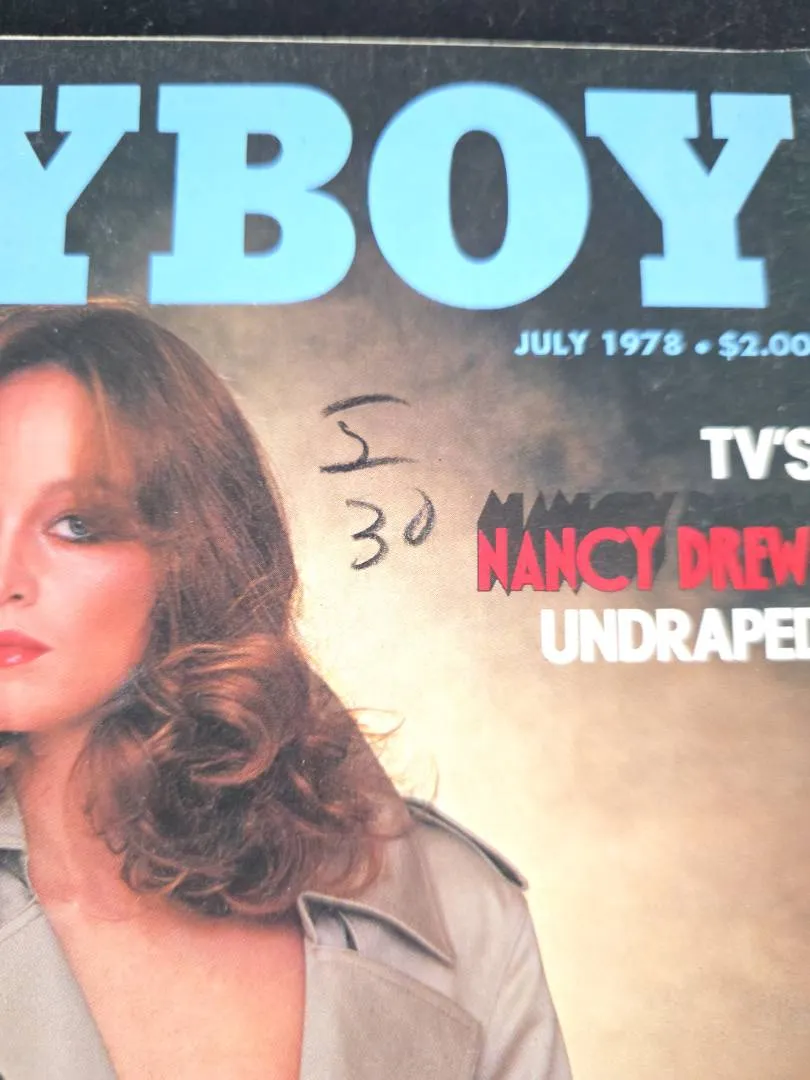 YBOY
JULY 1978 • $2.00
TV'S
NANCY DREW
UNDRAPED
30